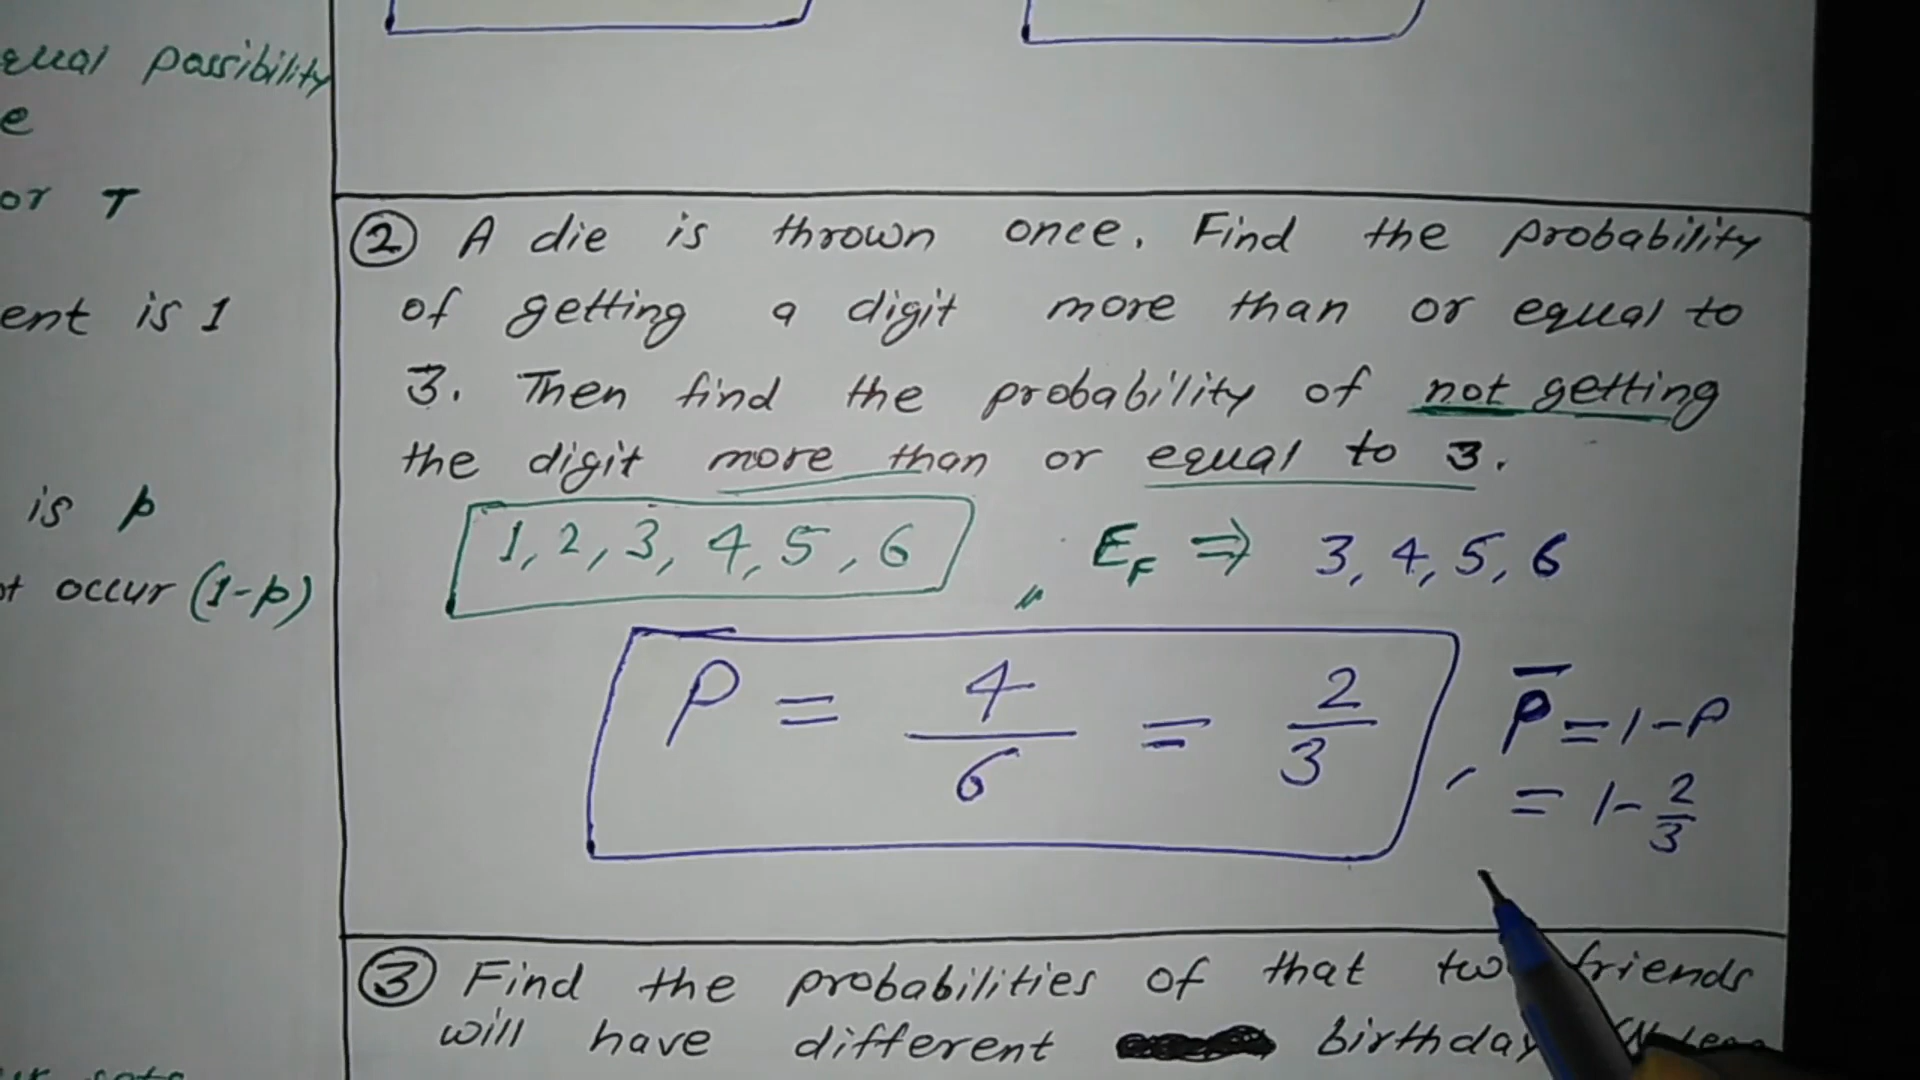 possibility
e
or T
ent is 1
is p
occur (1-p)
② A die is thrown once. Find the probability
of getting a digit more than or equal to
3. Then find the probability of not getting
the digit more than or equal to 3.
1, 2, 3, 4, 5, 6 ,, E_F ⇒ 3, 4, 5, 6
P = 4/6 = 2/3 , P̅ = 1-P
= 1-2/3
③ Find the probabilities of that two friends
will have different birthday